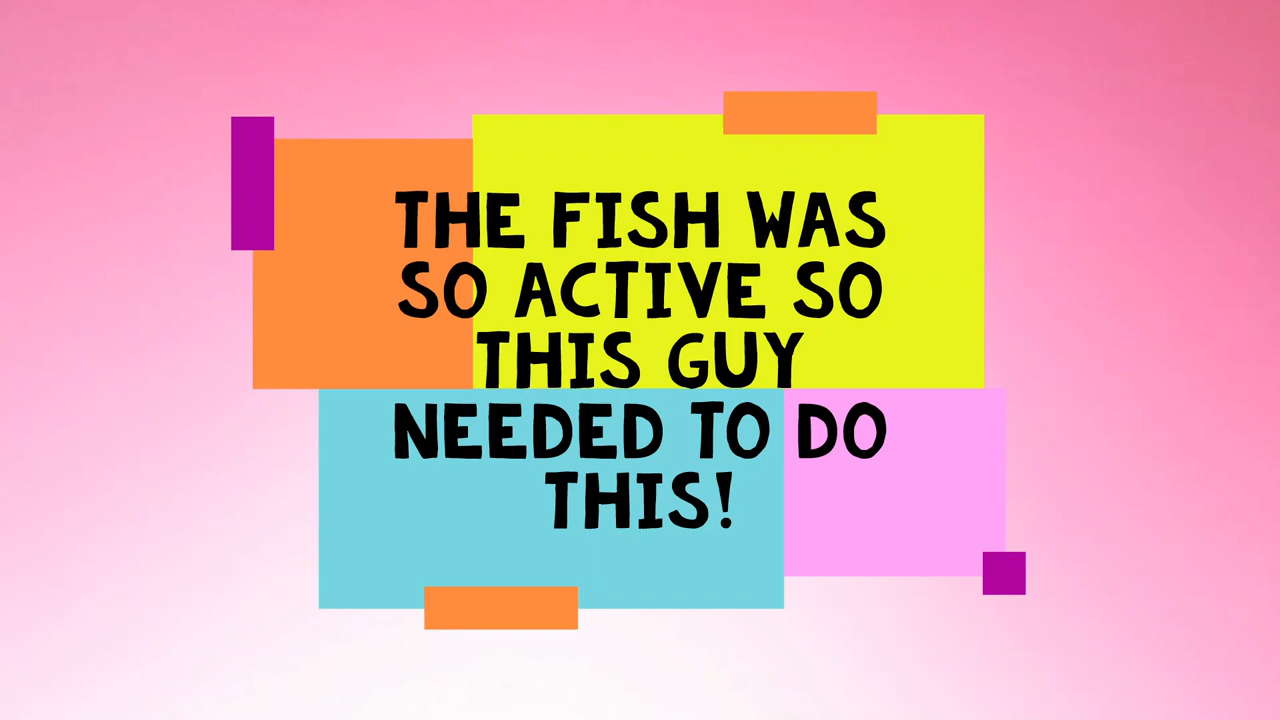 THE FISH WAS
SO ACTIVE SO
THIS GUY
NEEDED TO DO
THIS!